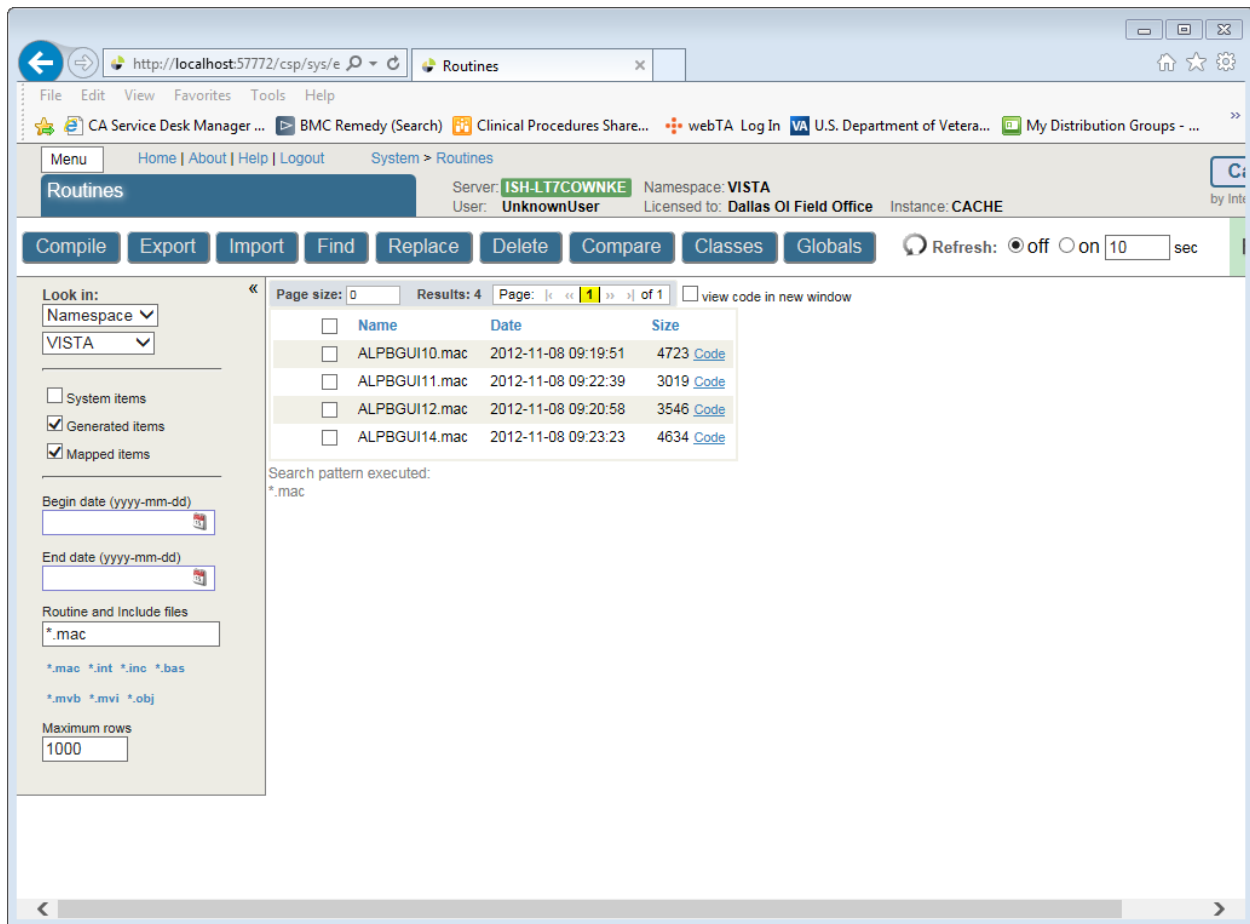 http://localhost:57772/csp/sys/e
Routines
File Edit View Favorites Tools Help
CA Service Desk Manager ... BMC Remedy (Search) Clinical Procedures Share... webTA Log In VA U.S. Department of Vetera... My Distribution Groups - ... »
Menu Home | About | Help | Logout System > Routines
Routines
Server: ISH-LT7COWNKE Namespace: VISTA
User: UnknownUser Licensed to: Dallas OI Field Office Instance: CACHE
by Inte
Compile Export Import Find Replace Delete Compare Classes Globals Refresh: off on 10 sec
Look in: «
Namespace
VISTA
System items
Generated items
Mapped items
Begin date (yyyy-mm-dd)
End date (yyyy-mm-dd)
Routine and Include files
*.mac
*.mac *.int *.inc *.bas
*.mvb *.mvi *.obj
Maximum rows
1000
Page size: 0 Results: 4 Page: |‹ ‹‹ 1 ›› ›| of 1 view code in new window
Name Date Size
ALPBGUI10.mac 2012-11-08 09:19:51 4723 Code
ALPBGUI11.mac 2012-11-08 09:22:39 3019 Code
ALPBGUI12.mac 2012-11-08 09:20:58 3546 Code
ALPBGUI14.mac 2012-11-08 09:23:23 4634 Code
Search pattern executed:
*.mac